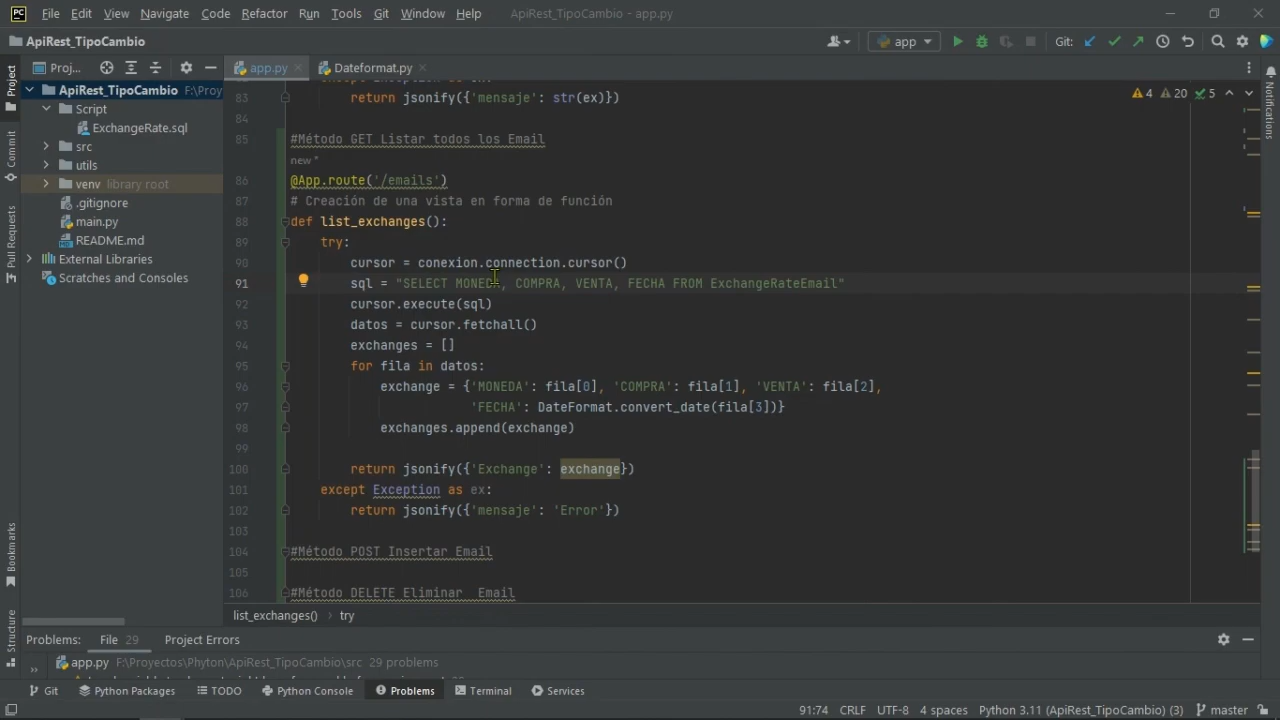 PC File Edit View Navigate Code Refactor Run Tools Git Window Help ApiRest_TipoCambio - app.py
ApiRest_TipoCambio app Git:
Project Proj... app.py Dateformat.py
ApiRest_TipoCambio F:\Proy
Script
ExchangeRate.sql
src
utils
venv library root
.gitignore
main.py
README.md
External Libraries
Scratches and Consoles
Commit
Pull Requests
Bookmarks
Structure
Notifications
4 20 5
83 return jsonify({'mensaje': str(ex)})
84
85 #Método GET Listar todos los Email
new *
86 @App.route('/emails')
87 # Creación de una vista en forma de función
88 def list_exchanges():
89 try:
90 cursor = conexion.connection.cursor()
91 sql = "SELECT MONEDA, COMPRA, VENTA, FECHA FROM ExchangeRateEmail"
92 cursor.execute(sql)
93 datos = cursor.fetchall()
94 exchanges = []
95 for fila in datos:
96 exchange = {'MONEDA': fila[0], 'COMPRA': fila[1], 'VENTA': fila[2],
97 'FECHA': DateFormat.convert_date(fila[3])}
98 exchanges.append(exchange)
99
100 return jsonify({'Exchange': exchange})
101 except Exception as ex:
102 return jsonify({'mensaje': 'Error'})
103
104 #Método POST Insertar Email
105
106 #Método DELETE Eliminar  Email
list_exchanges() › try
Problems: File 29 Project Errors
app.py F:\Proyectos\Phyton\ApiRest_TipoCambio\src 29 problems
Git Python Packages TODO Python Console Problems Terminal Services
91:74 CRLF UTF-8 4 spaces Python 3.11 (ApiRest_TipoCambio) (3) master